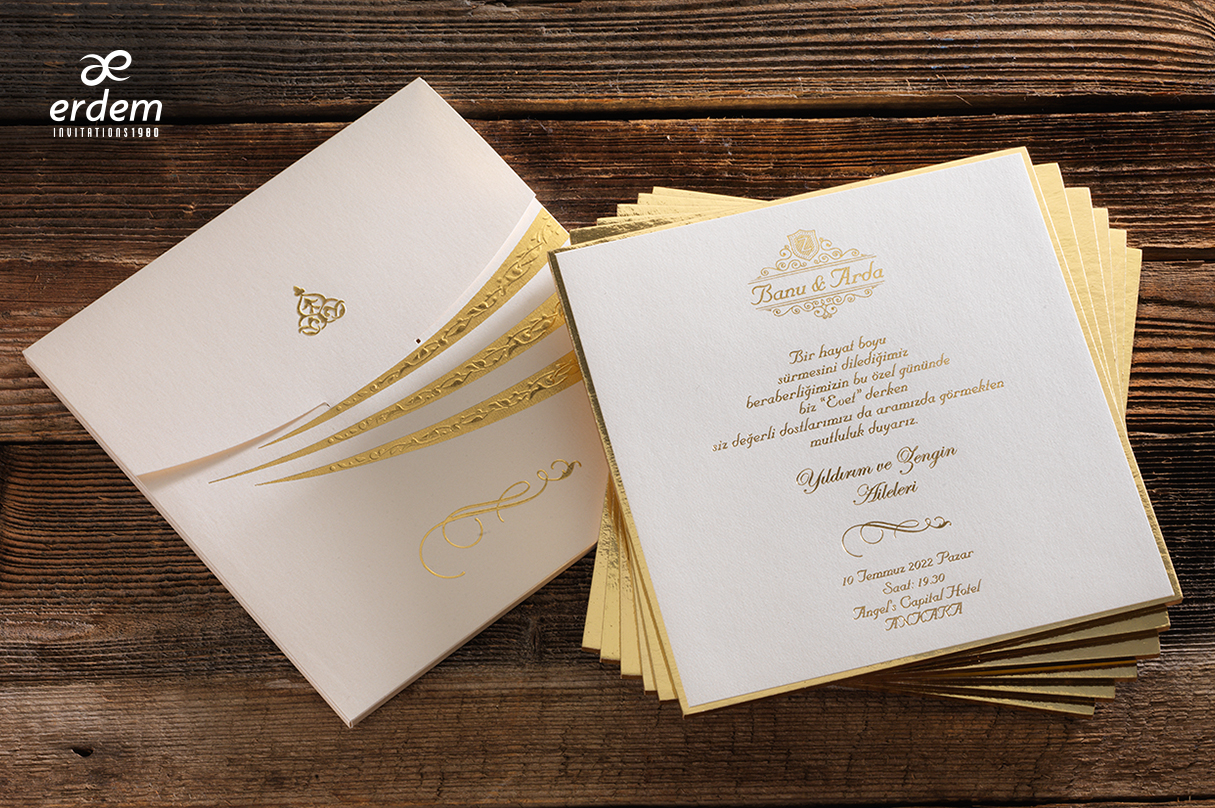 erdem
INVITATIONS1980
Banu & Arda
Bir hayat boyu
sürmesini dilediğimiz
beraberliğimizin bu özel gününde
biz "Evet" derken
siz değerli dostlarımızı da aramızda görmekten
mutluluk duyarız.
Yıldırım ve Zengin
Aileleri
10 Temmuz 2022 Pazar
Saat: 19.30
Angel's Capital Hotel
ANKARA